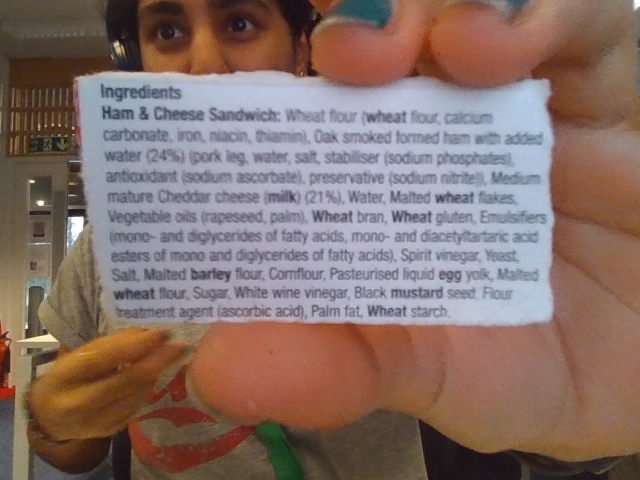 Ingredients
Ham & Cheese Sandwich: Wheat flour (wheat flour, calcium
carbonate, iron, niacin, thiamin), Oak smoked formed ham with added
water (24%) (pork leg, water, salt, stabiliser (sodium phosphates),
antioxidant (sodium ascorbate), preservative (sodium nitrite)), Medium
mature Cheddar cheese (milk) (21%), Water, Malted wheat flakes,
Vegetable oils (rapeseed, palm), Wheat bran, Wheat gluten, Emulsifiers
(mono- and diglycerides of fatty acids, mono- and diacetyltartaric acid
esters of mono and diglycerides of fatty acids), Spirit vinegar, Yeast,
Salt, Malted barley flour, Cornflour, Pasteurised liquid egg yolk, Malted
wheat flour, Sugar, White wine vinegar, Black mustard seed, Flour
treatment agent (ascorbic acid), Palm fat, Wheat starch.